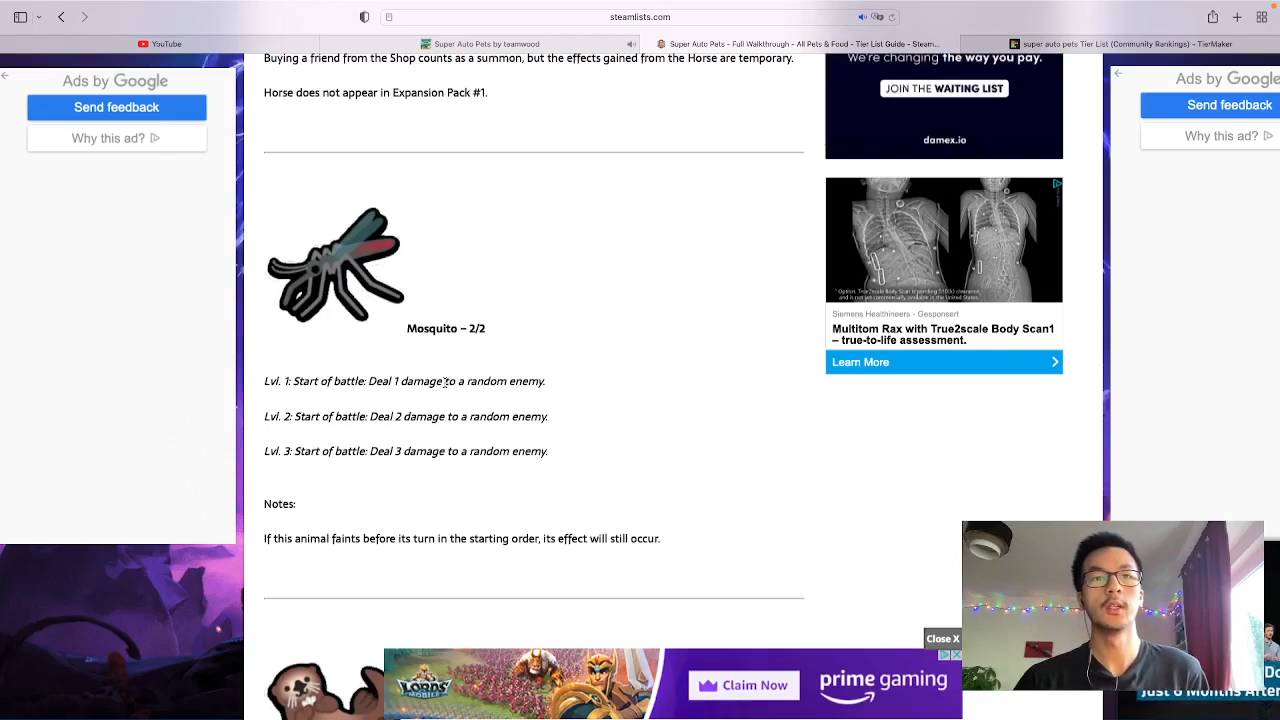 steamlists.com
YouTube
Super Auto Pets by teamwood
Super Auto Pets - Full Walkthrough - All Pets & Food - Tier List Guide - Steam...
super auto pets Tier List (Community Rankings) - TierMaker
Ads by Google
Send feedback
Why this ad?
Buying a friend from the Shop counts as a summon, but the effects gained from the Horse are temporary.
Horse does not appear in Expansion Pack #1.
Mosquito – 2/2
Lvl. 1: Start of battle: Deal 1 damage to a random enemy.
Lvl. 2: Start of battle: Deal 2 damage to a random enemy.
Lvl. 3: Start of battle: Deal 3 damage to a random enemy.
Notes:
If this animal faints before its turn in the starting order, its effect will still occur.
We're changing the way you pay.
JOIN THE WAITING LIST
damex.io
Siemens Healthineers - Gesponsert
Multitom Rax with True2scale Body Scan1
– true-to-life assessment.
Learn More
Ads by Google
Send feedback
Why this ad?
Close X
LORDS
MOBILE
Claim Now
prime gaming
Just 6 Months After